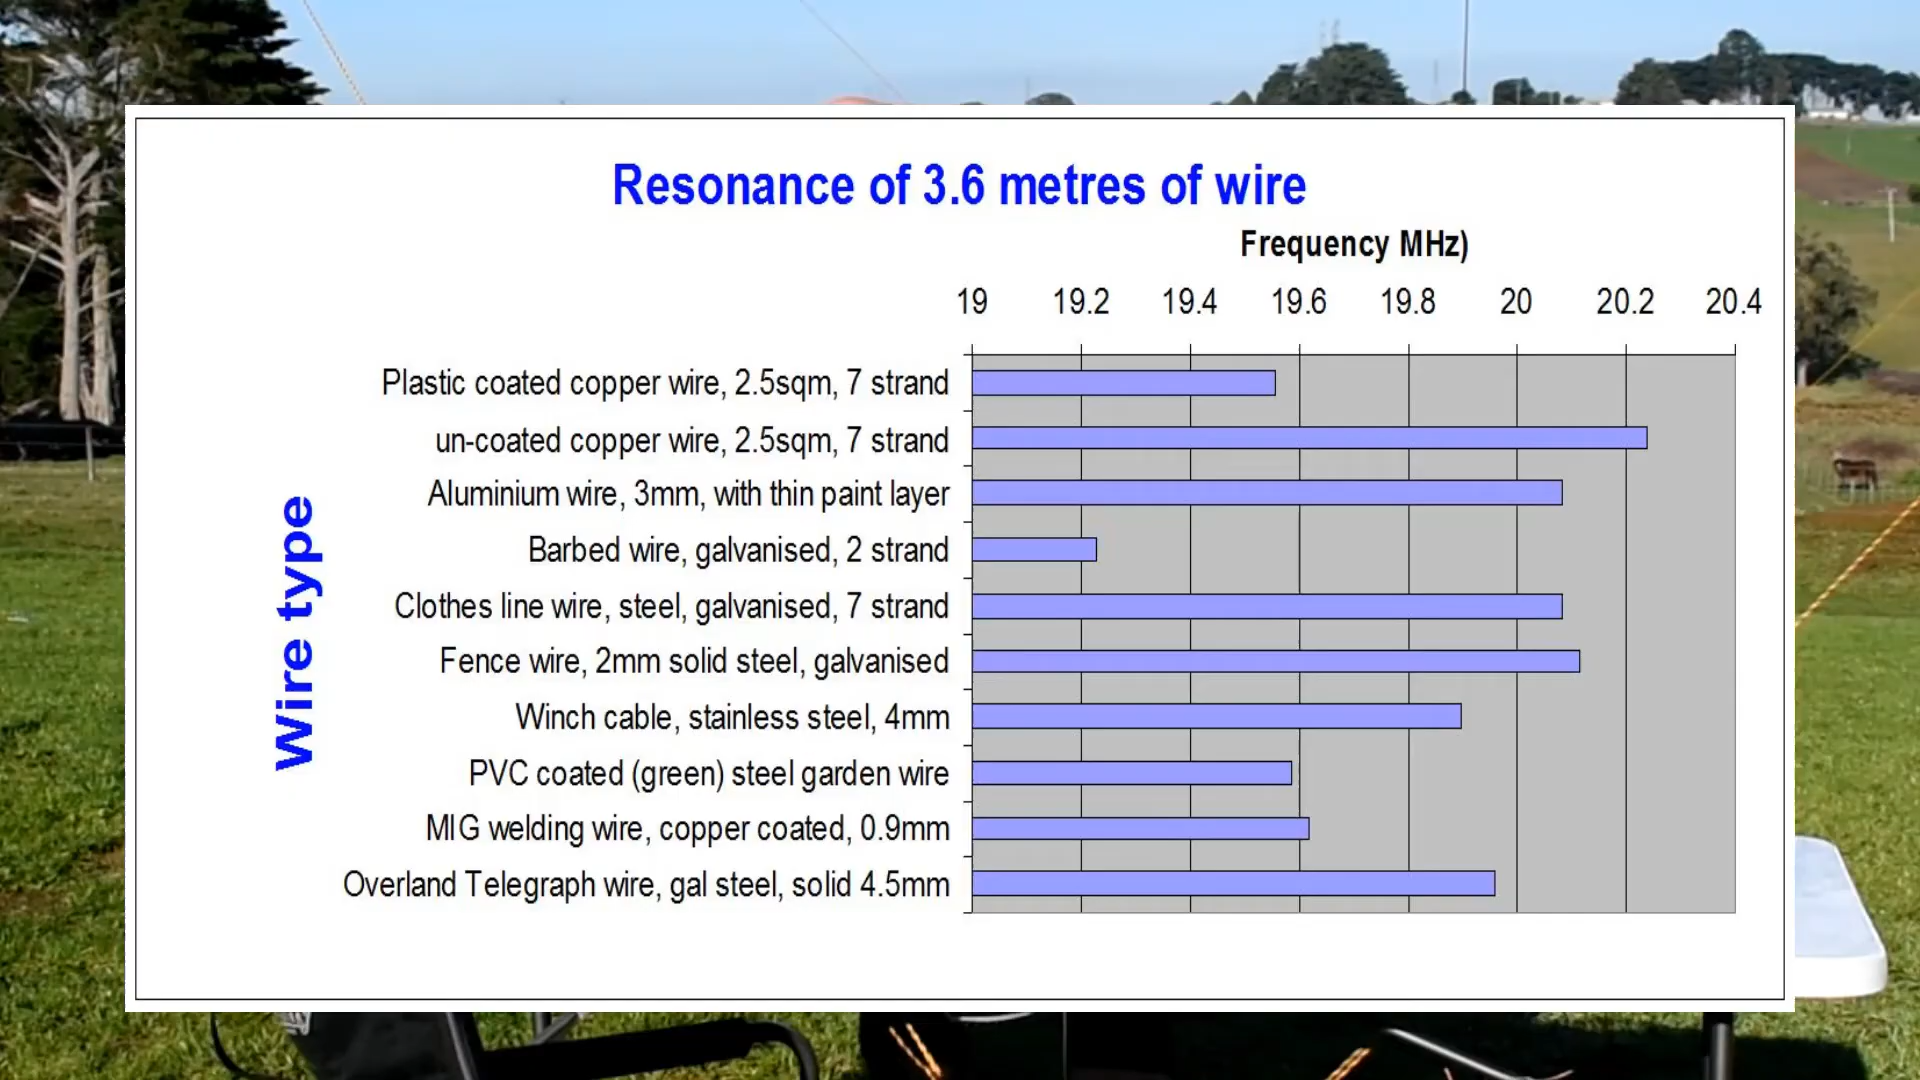 Resonance of 3.6 metres of wire
Frequency MHz)
19 19.2 19.4 19.6 19.8 20 20.2 20.4
Wire type
Plastic coated copper wire, 2.5sqm, 7 strand
un-coated copper wire, 2.5sqm, 7 strand
Aluminium wire, 3mm, with thin paint layer
Barbed wire, galvanised, 2 strand
Clothes line wire, steel, galvanised, 7 strand
Fence wire, 2mm solid steel, galvanised
Winch cable, stainless steel, 4mm
PVC coated (green) steel garden wire
MIG welding wire, copper coated, 0.9mm
Overland Telegraph wire, gal steel, solid 4.5mm